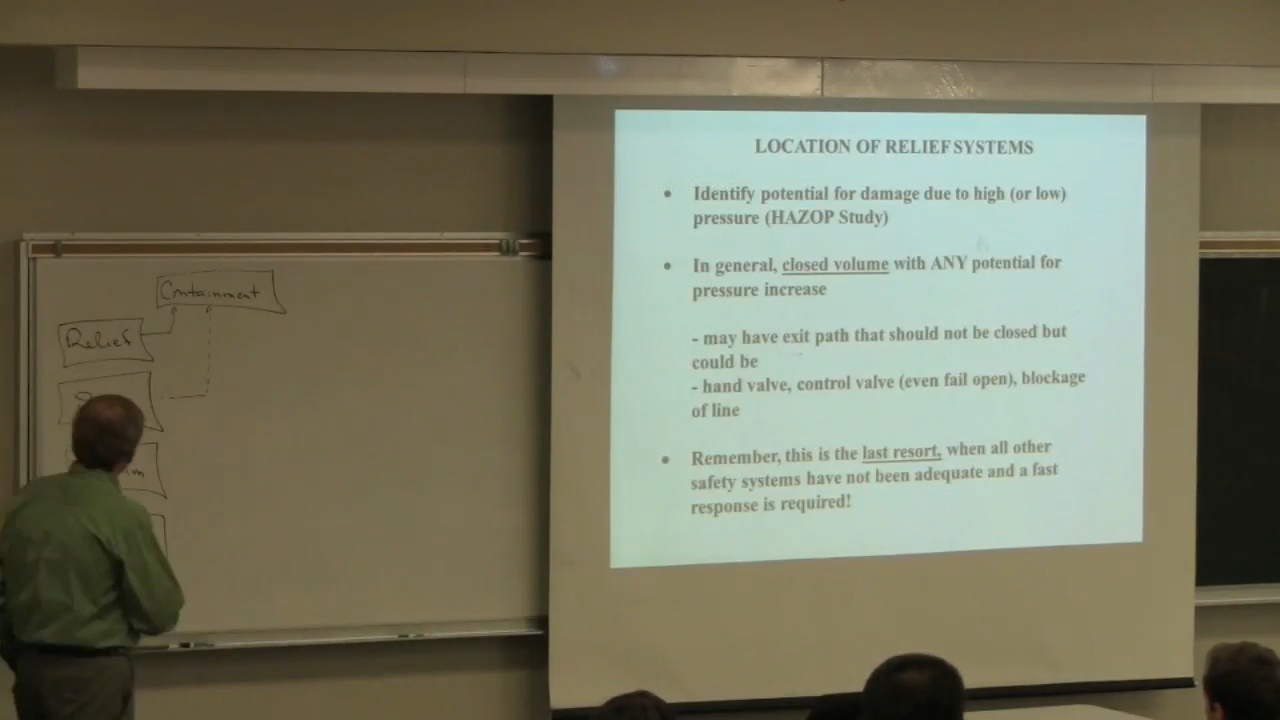 Containment
Relief
LOCATION OF RELIEF SYSTEMS
• Identify potential for damage due to high (or low)
pressure (HAZOP Study)
• In general, closed volume with ANY potential for
pressure increase
- may have exit path that should not be closed but
could be
- hand valve, control valve (even fail open), blockage
of line
• Remember, this is the last resort, when all other
safety systems have not been adequate and a fast
response is required!